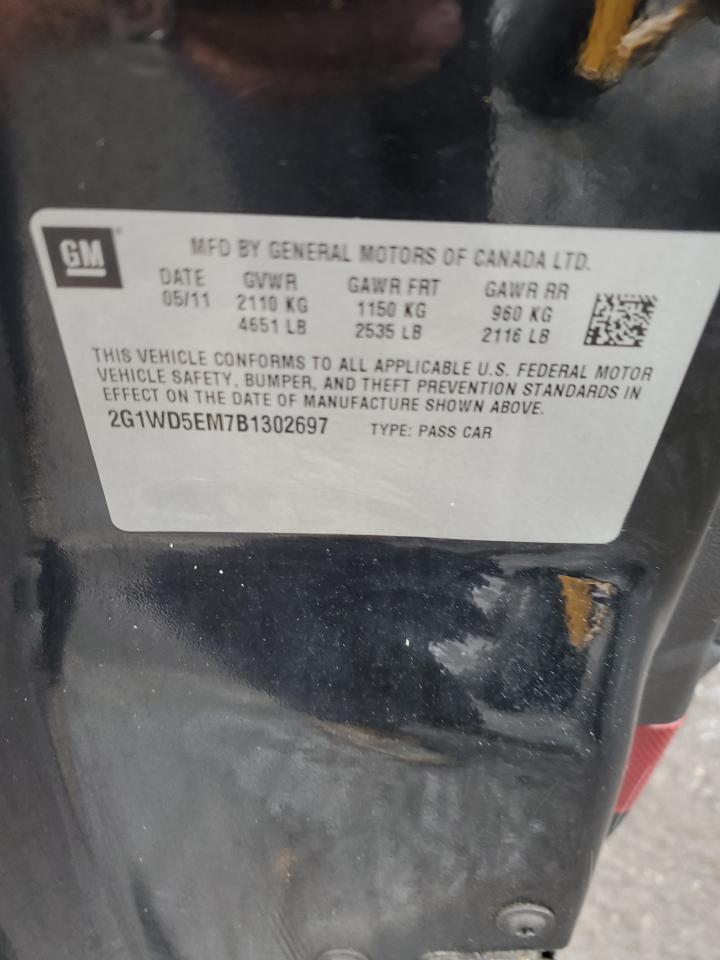 GM MFD BY GENERAL MOTORS OF CANADA LTD.
DATE GVWR GAWR FRT GAWR RR
05/11 2110 KG 1150 KG 960 KG
4651 LB 2535 LB 2116 LB
THIS VEHICLE CONFORMS TO ALL APPLICABLE U.S. FEDERAL MOTOR
VEHICLE SAFETY, BUMPER, AND THEFT PREVENTION STANDARDS IN
EFFECT ON THE DATE OF MANUFACTURE SHOWN ABOVE.
2G1WD5EM7B1302697 TYPE: PASS CAR